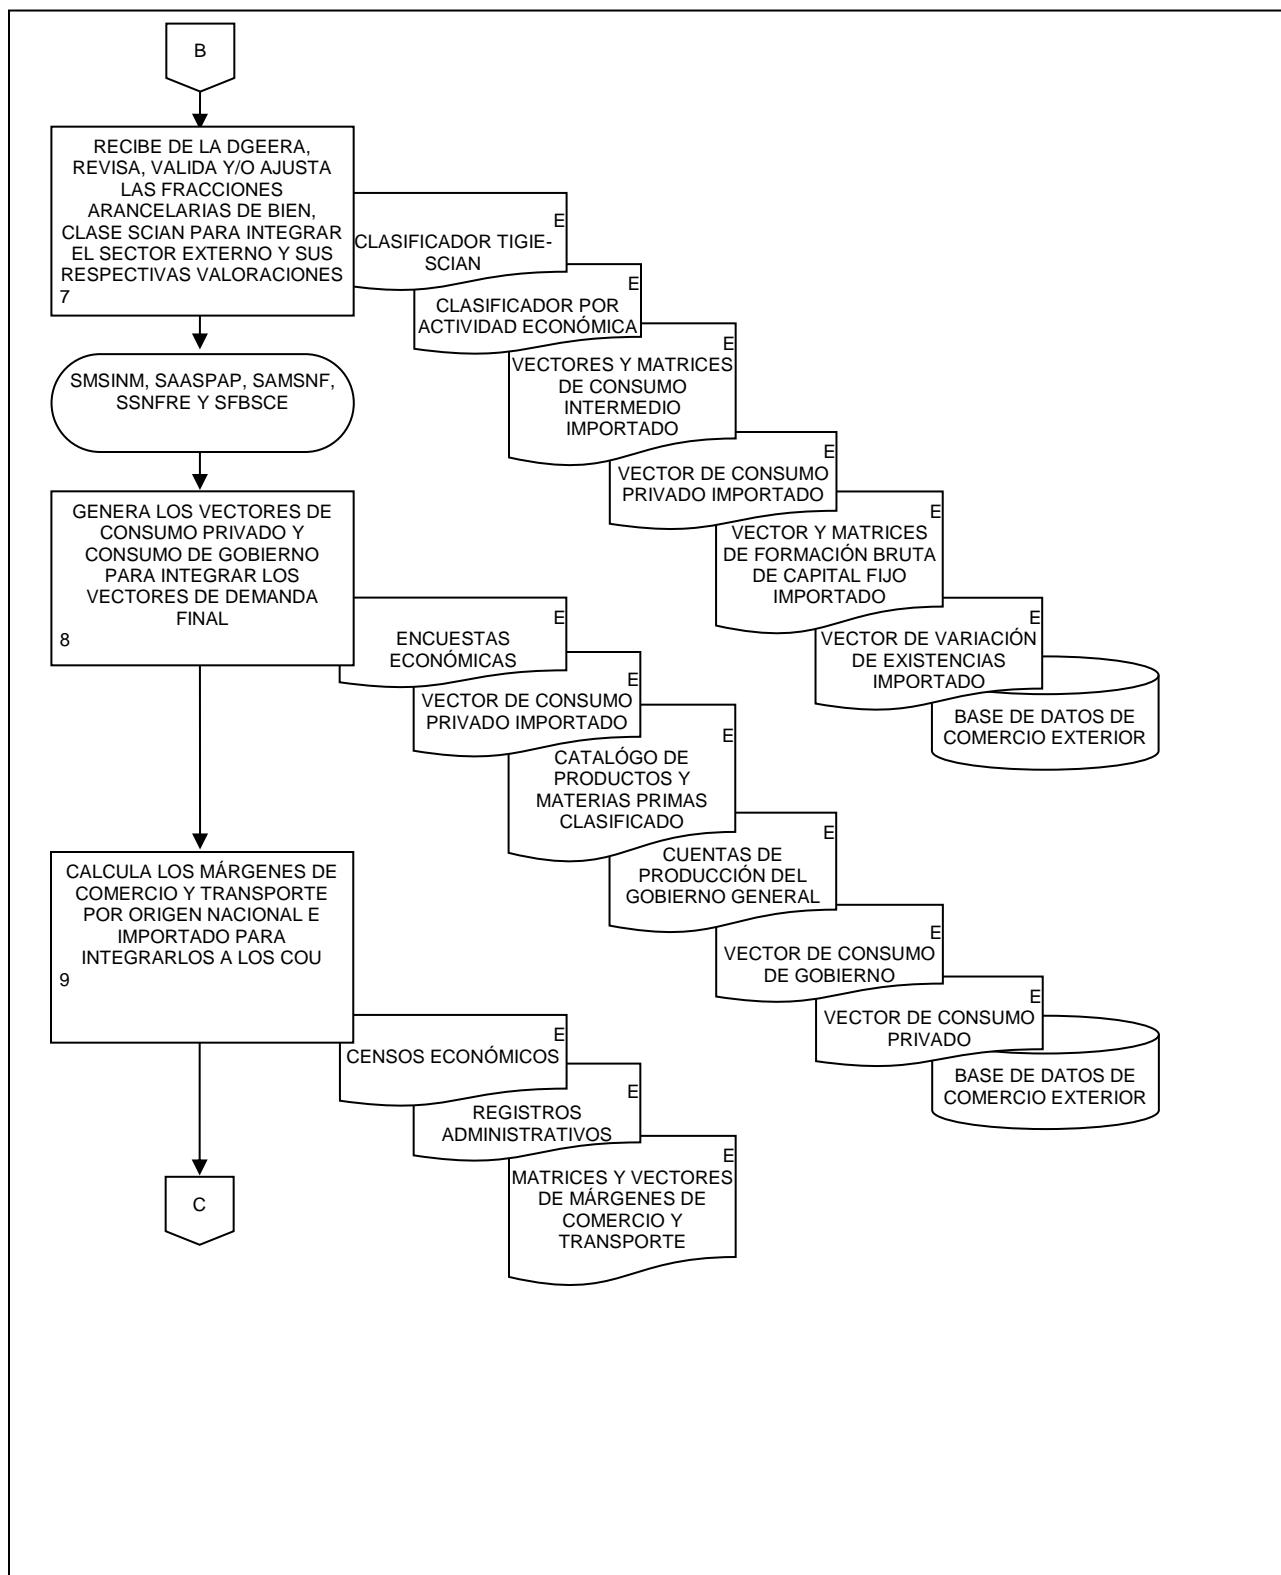 B
RECIBE DE LA DGEERA,
REVISA, VALIDA Y/O AJUSTA
LAS FRACCIONES
ARANCELARIAS DE BIEN,
CLASE SCIAN PARA INTEGRAR
EL SECTOR EXTERNO Y SUS
RESPECTIVAS VALORACIONES
7
E
CLASIFICADOR TIGIE-
SCIAN
E
CLASIFICADOR POR
ACTIVIDAD ECONÓMICA
E
VECTORES Y MATRICES
DE CONSUMO
INTERMEDIO
IMPORTADO
E
VECTOR DE CONSUMO
PRIVADO IMPORTADO
E
VECTOR Y MATRICES
DE FORMACIÓN BRUTA
DE CAPITAL FIJO
IMPORTADO
E
VECTOR DE VARIACIÓN
DE EXISTENCIAS
IMPORTADO
BASE DE DATOS DE
COMERCIO EXTERIOR
SMSINM, SAASPAP, SAMSNF,
SSNFRE Y SFBSCE
GENERA LOS VECTORES DE
CONSUMO PRIVADO Y
CONSUMO DE GOBIERNO
PARA INTEGRAR LOS
VECTORES DE DEMANDA
FINAL
8
E
ENCUESTAS
ECONÓMICAS
E
VECTOR DE CONSUMO
PRIVADO IMPORTADO
E
CATALÓGO DE
PRODUCTOS Y
MATERIAS PRIMAS
CLASIFICADO
E
CUENTAS DE
PRODUCCIÓN DEL
GOBIERNO GENERAL
E
VECTOR DE CONSUMO
DE GOBIERNO
E
VECTOR DE CONSUMO
PRIVADO
BASE DE DATOS DE
COMERCIO EXTERIOR
CALCULA LOS MÁRGENES DE
COMERCIO Y TRANSPORTE
POR ORIGEN NACIONAL E
IMPORTADO PARA
INTEGRARLOS A LOS COU
9
E
CENSOS ECONÓMICOS
E
REGISTROS
ADMINISTRATIVOS
E
MATRICES Y VECTORES
DE MÁRGENES DE
COMERCIO Y
TRANSPORTE
C